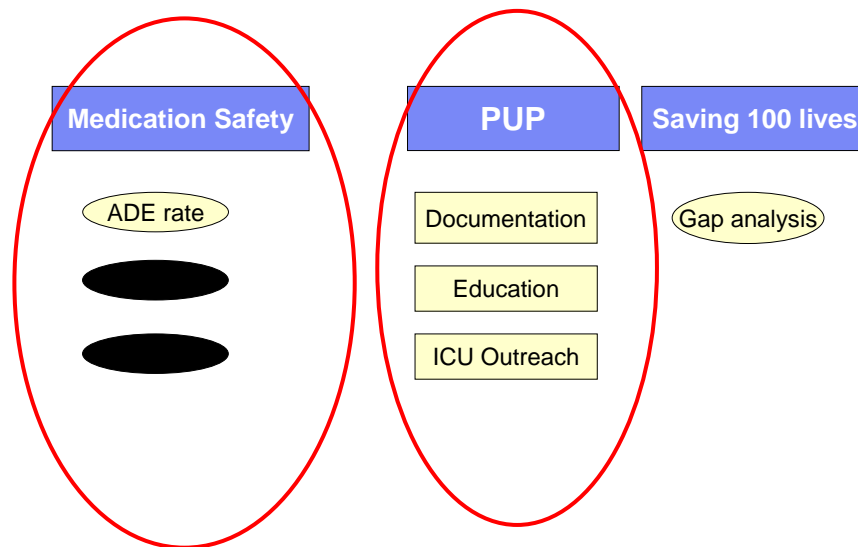 Medication Safety
PUP
Saving 100 lives
ADE rate
Documentation
Gap analysis
Education
ICU Outreach